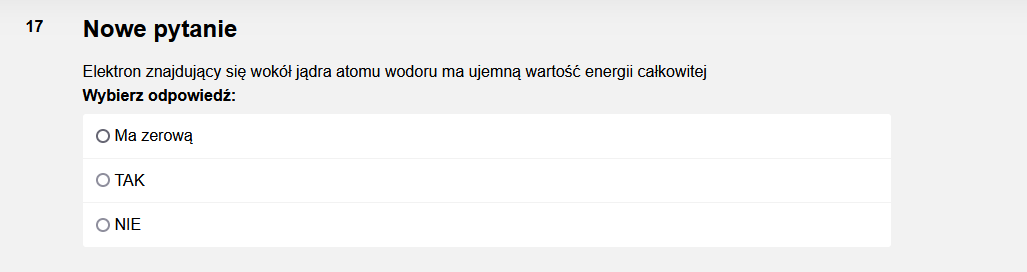 17
Nowe pytanie
Elektron znajdujący się wokół jądra atomu wodoru ma ujemną wartość energii całkowitej
Wybierz odpowiedź:
Ma zerową
TAK
NIE